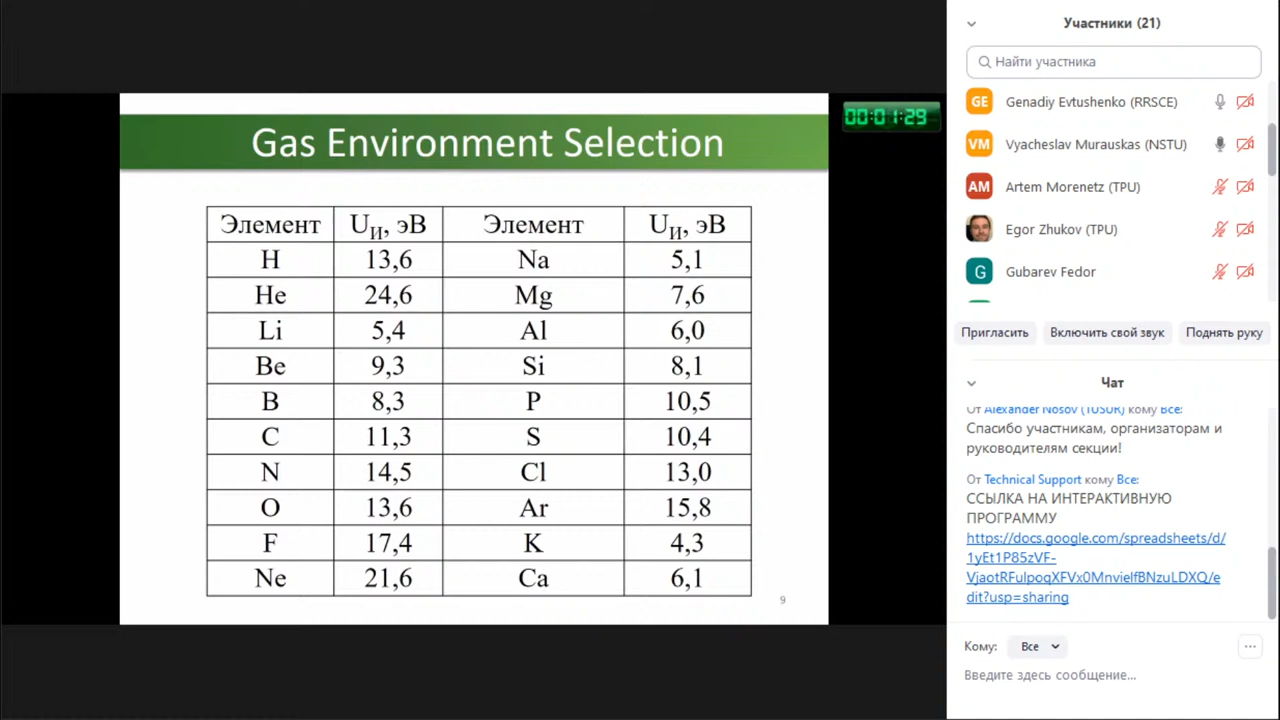 Gas Environment Selection
00:01:29
Элемент Uи, эВ Элемент Uи, эВ
H 13,6 Na 5,1
He 24,6 Mg 7,6
Li 5,4 Al 6,0
Be 9,3 Si 8,1
B 8,3 P 10,5
C 11,3 S 10,4
N 14,5 Cl 13,0
O 13,6 Ar 15,8
F 17,4 K 4,3
Ne 21,6 Ca 6,1
9
Участники (21)
Найти участника
GE Genadiy Evtushenko (RRSCE)
VM Vyacheslav Murauskas (NSTU)
AM Artem Morenetz (TPU)
Egor Zhukov (TPU)
G Gubarev Fedor
Пригласить Включить свой звук Поднять руку
Чат
От Alexander Nosov (TUSUR) кому Все:
Спасибо участникам, организаторам и
руководителям секции!
От Technical Support кому Все:
ССЫЛКА НА ИНТЕРАКТИВНУЮ
ПРОГРАММУ
https://docs.google.com/spreadsheets/d/
1yEt1P85zVF-
VjaotRFulpoqXFVx0MnvielfBNzuLDXQ/e
dit?usp=sharing
Кому: Все
Введите здесь сообщение...